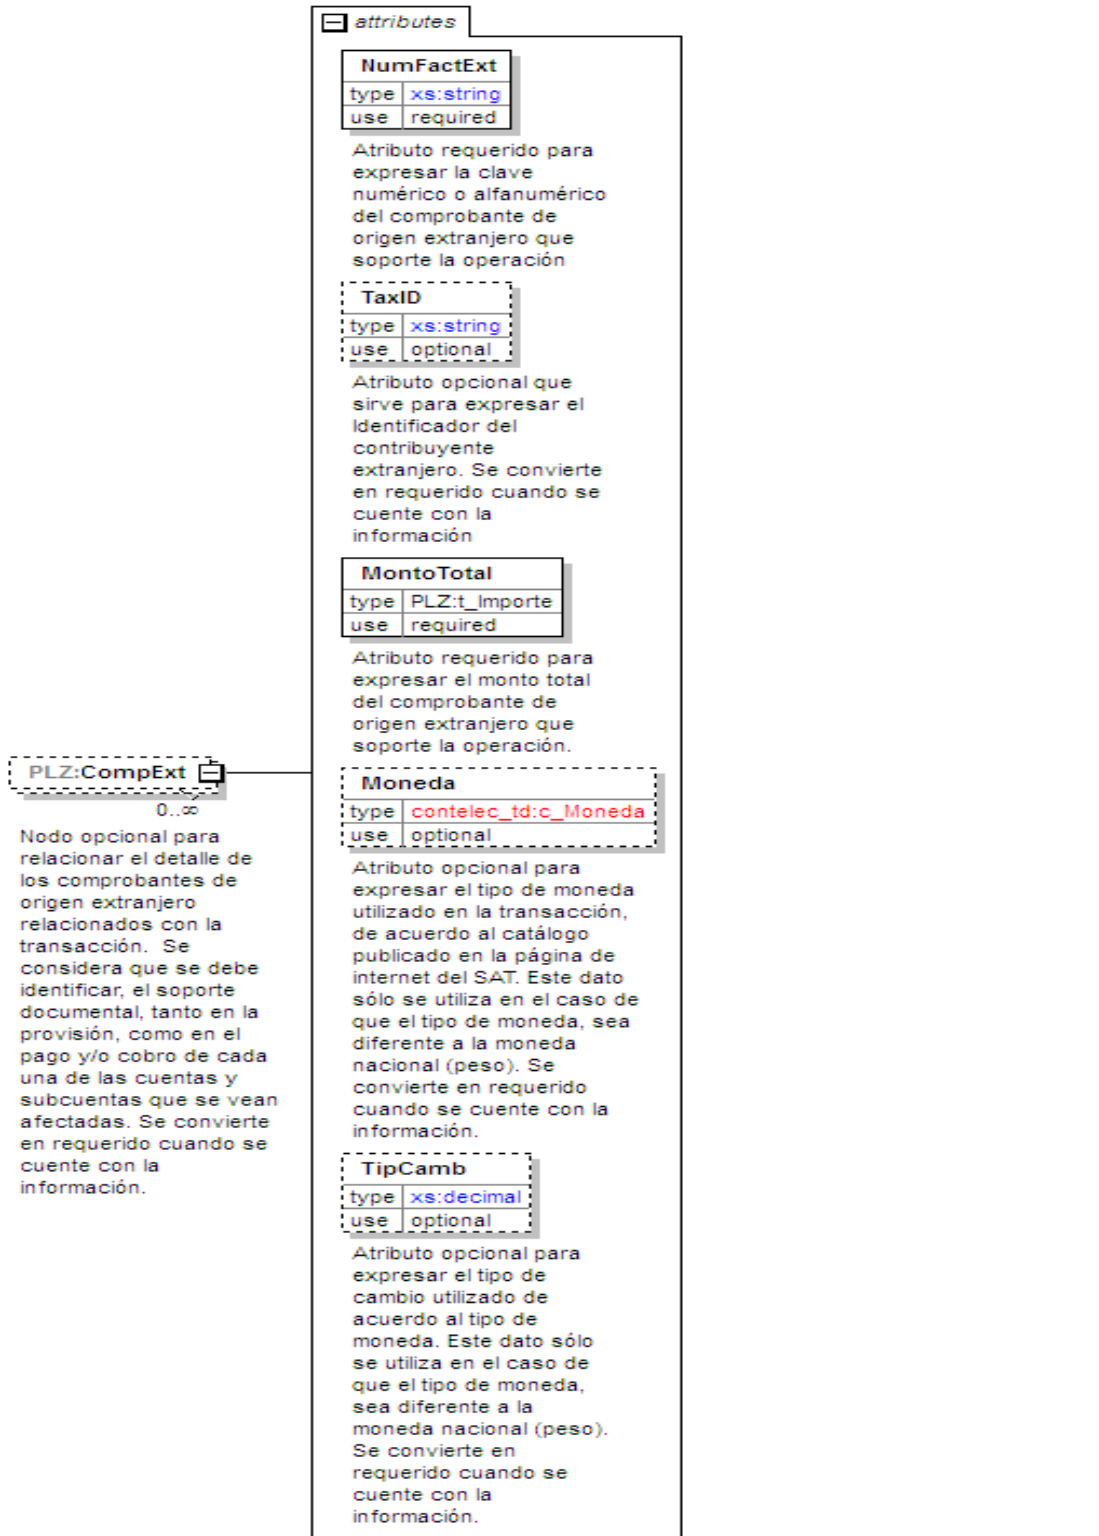 attributes
NumFactExt
type xs:string
use required
Atributo requerido para
expresar la clave
numérico o alfanumérico
del comprobante de
origen extranjero que
soporte la operación
TaxID
type xs:string
use optional
Atributo opcional que
sirve para expresar el
Identificador del
contribuyente
extranjero. Se convierte
en requerido cuando se
cuente con la
información
MontoTotal
type PLZ:t_Importe
use required
Atributo requerido para
expresar el monto total
del comprobante de
origen extranjero que
soporte la operación.
PLZ:CompExt
0..∞
Nodo opcional para
relacionar el detalle de
los comprobantes de
origen extranjero
relacionados con la
transacción.  Se
considera que se debe
identificar, el soporte
documental, tanto en la
provisión, como en el
pago y/o cobro de cada
una de las cuentas y
subcuentas que se vean
afectadas. Se convierte
en requerido cuando se
cuente con la
información.
Moneda
type contelec_td:c_Moneda
use optional
Atributo opcional para
expresar el tipo de moneda
utilizado en la transacción,
de acuerdo al catálogo
publicado en la página de
internet del SAT. Este dato
sólo se utiliza en el caso de
que el tipo de moneda, sea
diferente a la moneda
nacional (peso). Se
convierte en requerido
cuando se cuente con la
información.
TipCamb
type xs:decimal
use optional
Atributo opcional para
expresar el tipo de
cambio utilizado de
acuerdo al tipo de
moneda. Este dato sólo
se utiliza en el caso de
que el tipo de moneda,
sea diferente a la
moneda nacional (peso).
Se convierte en
requerido cuando se
cuente con la
información.